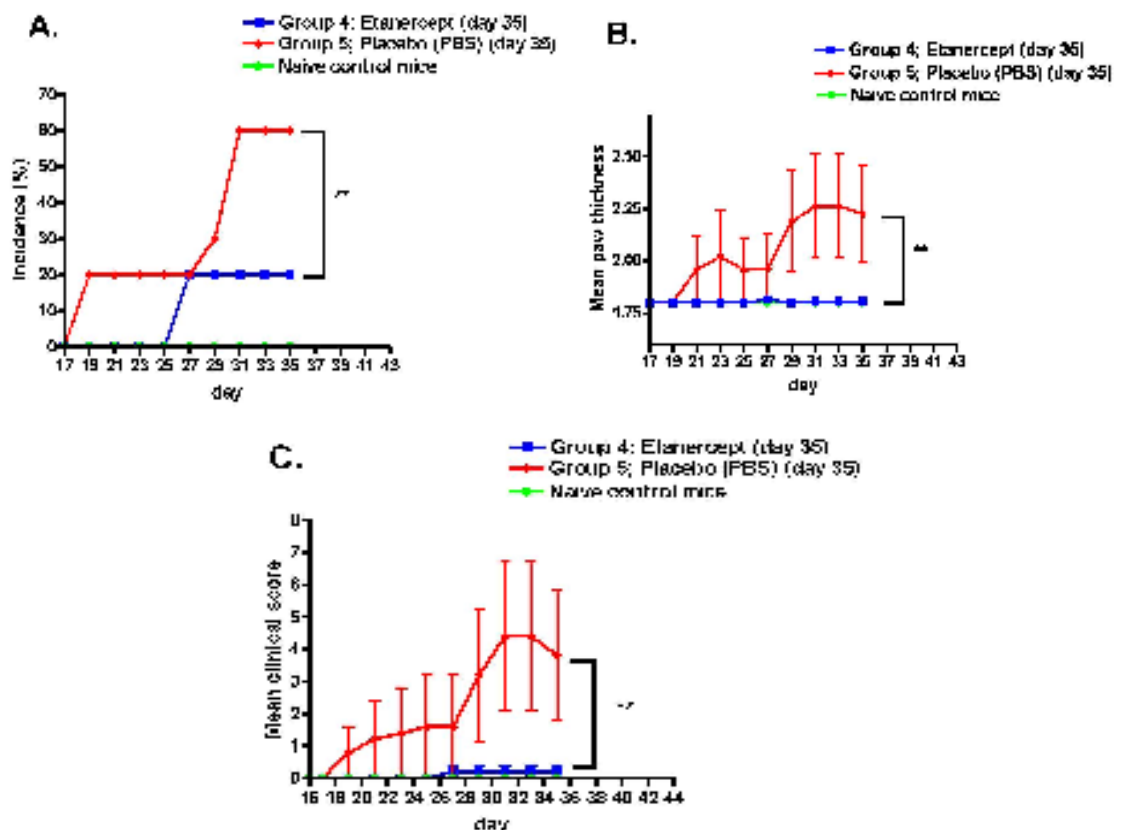 A.
Group 4: Etanercept (day 35)
Group 5; Placebo (PBS) (day 35)
Naive control mice
70
60
50
40
30
20
10
0
Incidence (%)
17 19 21 23 25 27 29 31 33 35 37 39 41 43
day
B.
Group 4; Etanercept (day 35)
Group 5; Placebo (PBS) (day 35)
Naive control mice
2.50
2.25
2.00
1.75
Mean paw thickness
**
17 19 21 23 25 27 29 31 33 35 37 39 41 43
day
C.
Group 4: Etanercept (day 35)
Group 5; Placebo (PBS) (day 35)
Naive control mice
8
7
6
5
4
3
2
1
0
Mean clinical score
16 18 20 22 24 26 28 30 32 34 36 38 40 42 44
day